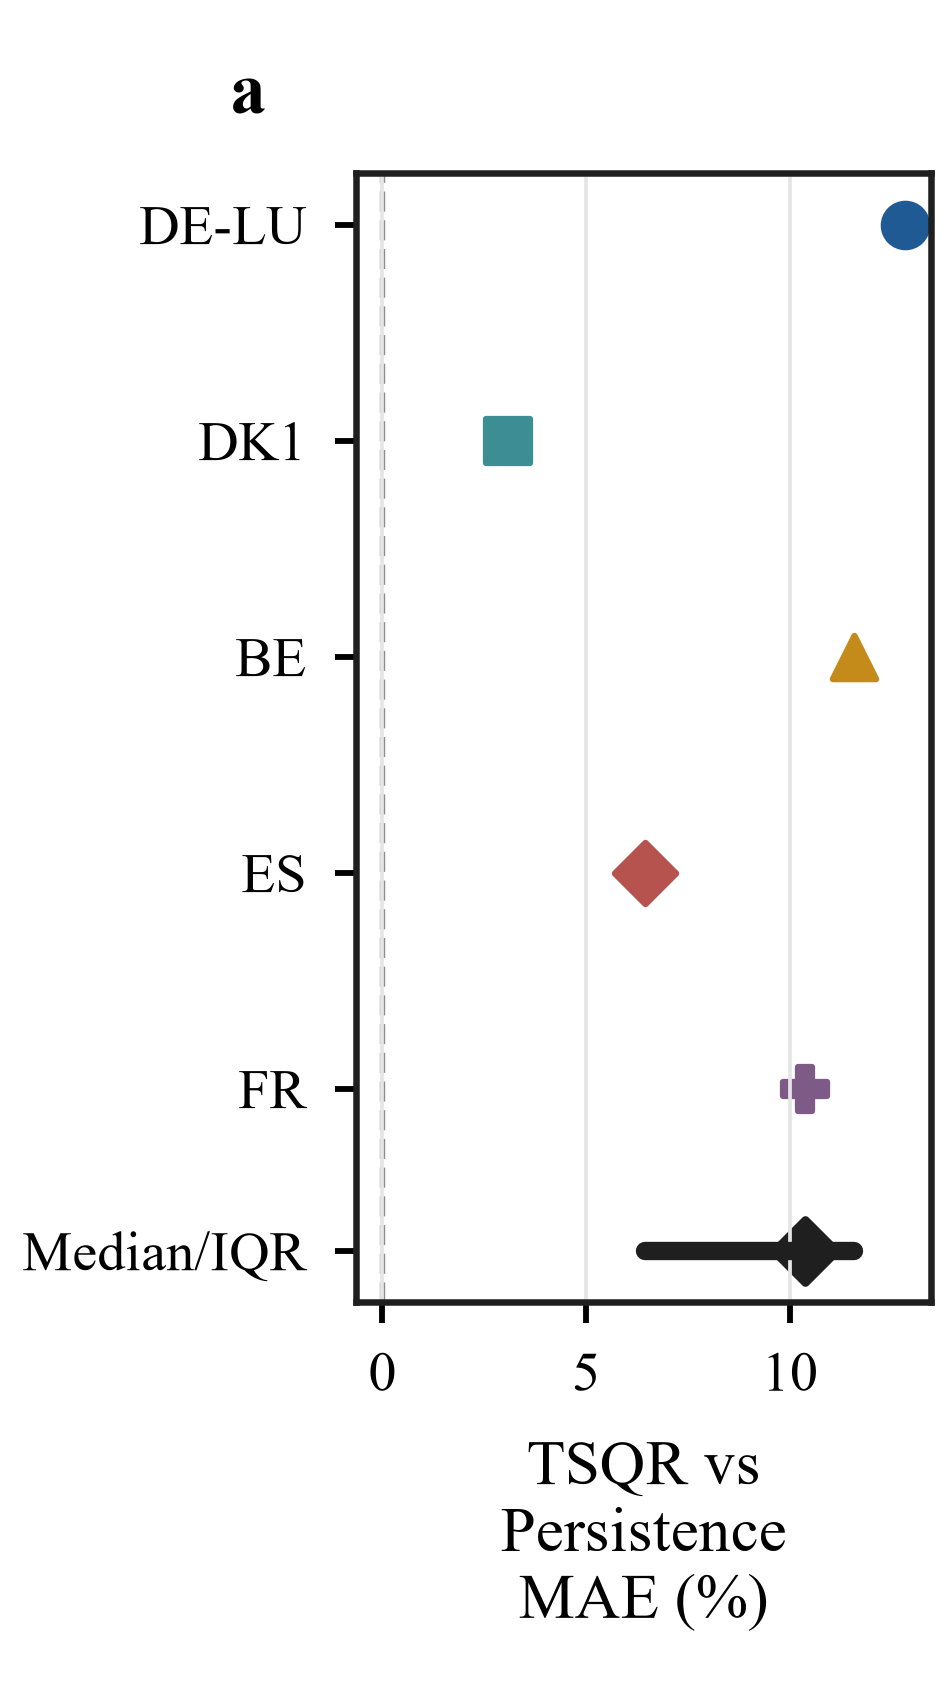 a
DE-LU
DK1
BE
ES
FR
Median/IQR
0 5 10
TSQR vs
Persistence
MAE (%)